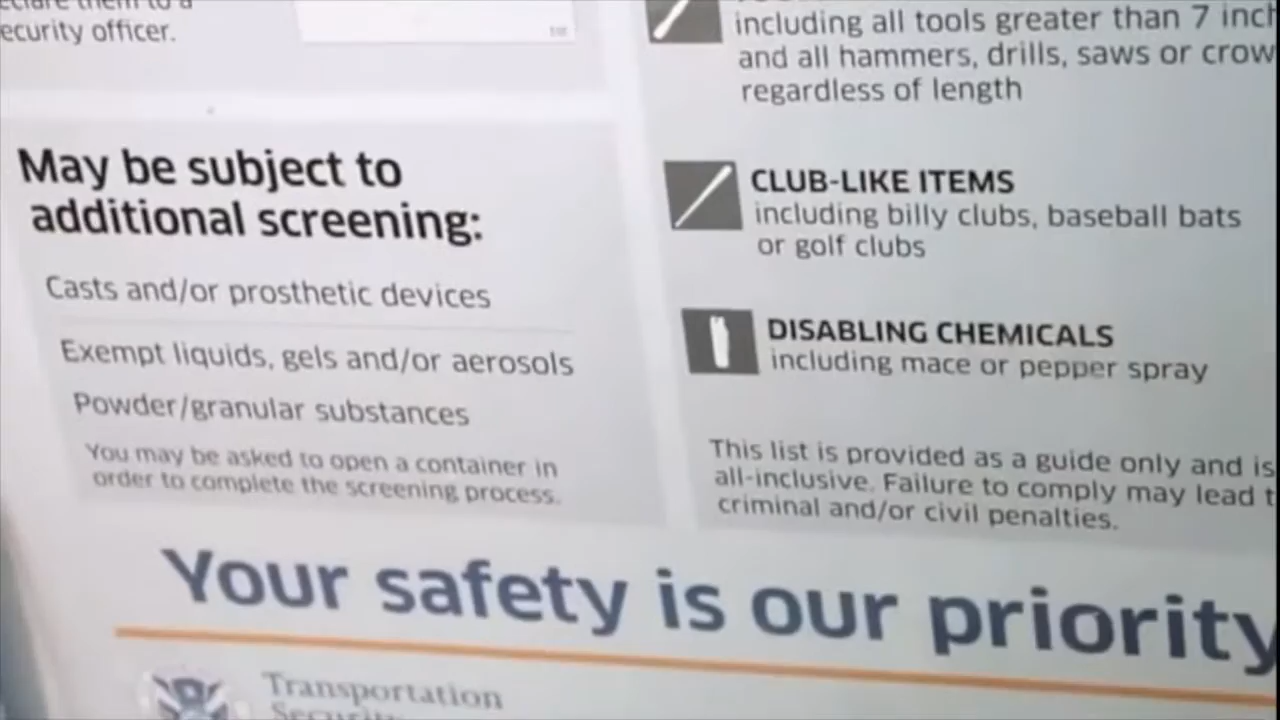 ecurity officer.
May be subject to
additional screening:
Casts and/or prosthetic devices
Exempt liquids, gels and/or aerosols
Powder/granular substances
You may be asked to open a container in
order to complete the screening process.
including all tools greater than 7 inch
and all hammers, drills, saws or crow
regardless of length
CLUB-LIKE ITEMS
including billy clubs, baseball bats
or golf clubs
DISABLING CHEMICALS
including mace or pepper spray
This list is provided as a guide only and is
all-inclusive. Failure to comply may lead t
criminal and/or civil penalties.
Your safety is our priority
Transportation
Security